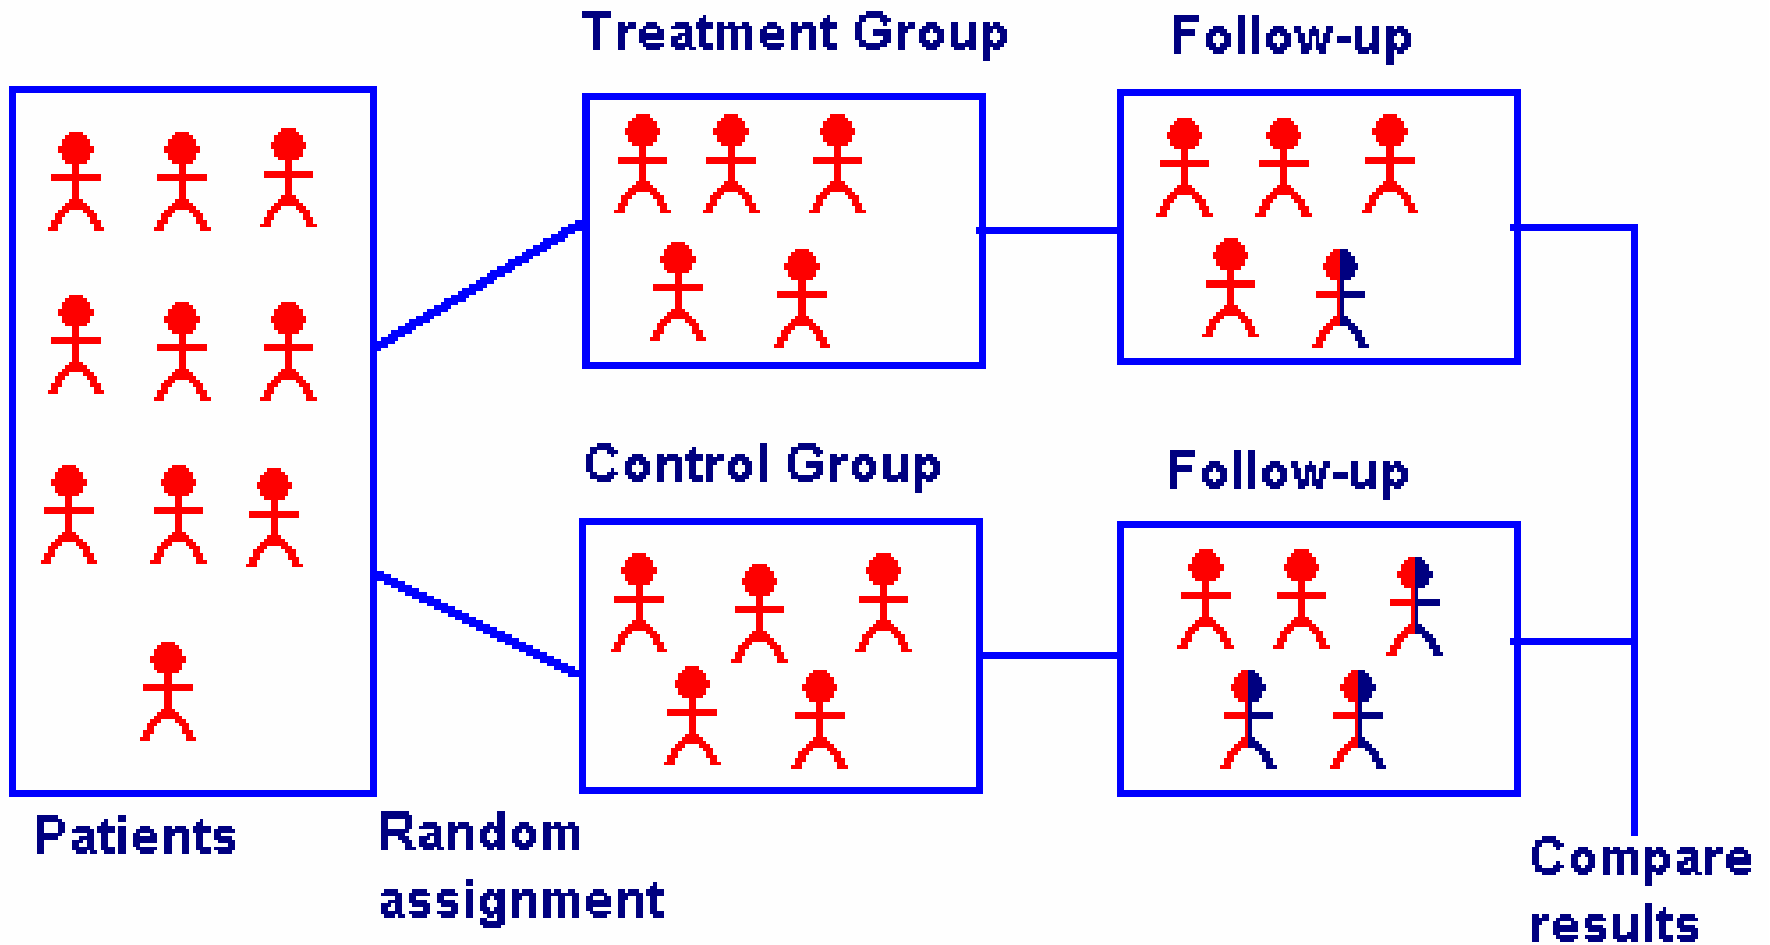 Treatment Group
Follow-up
Control Group
Follow-up
Patients
Random
assignment
Compare
results